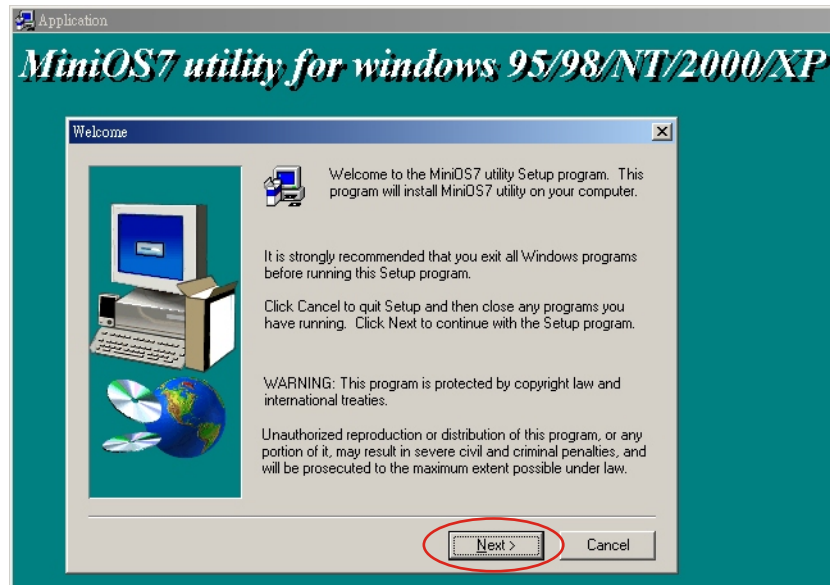 Application
MiniOS7 utility for windows 95/98/NT/2000/XP
Welcome
Welcome to the MiniOS7 utility Setup program. This
program will install MiniOS7 utility on your computer.
It is strongly recommended that you exit all Windows programs
before running this Setup program.
Click Cancel to quit Setup and then close any programs you
have running. Click Next to continue with the Setup program.
WARNING: This program is protected by copyright law and
international treaties.
Unauthorized reproduction or distribution of this program, or any
portion of it, may result in severe civil and criminal penalties, and
will be prosecuted to the maximum extent possible under law.
Next >
Cancel